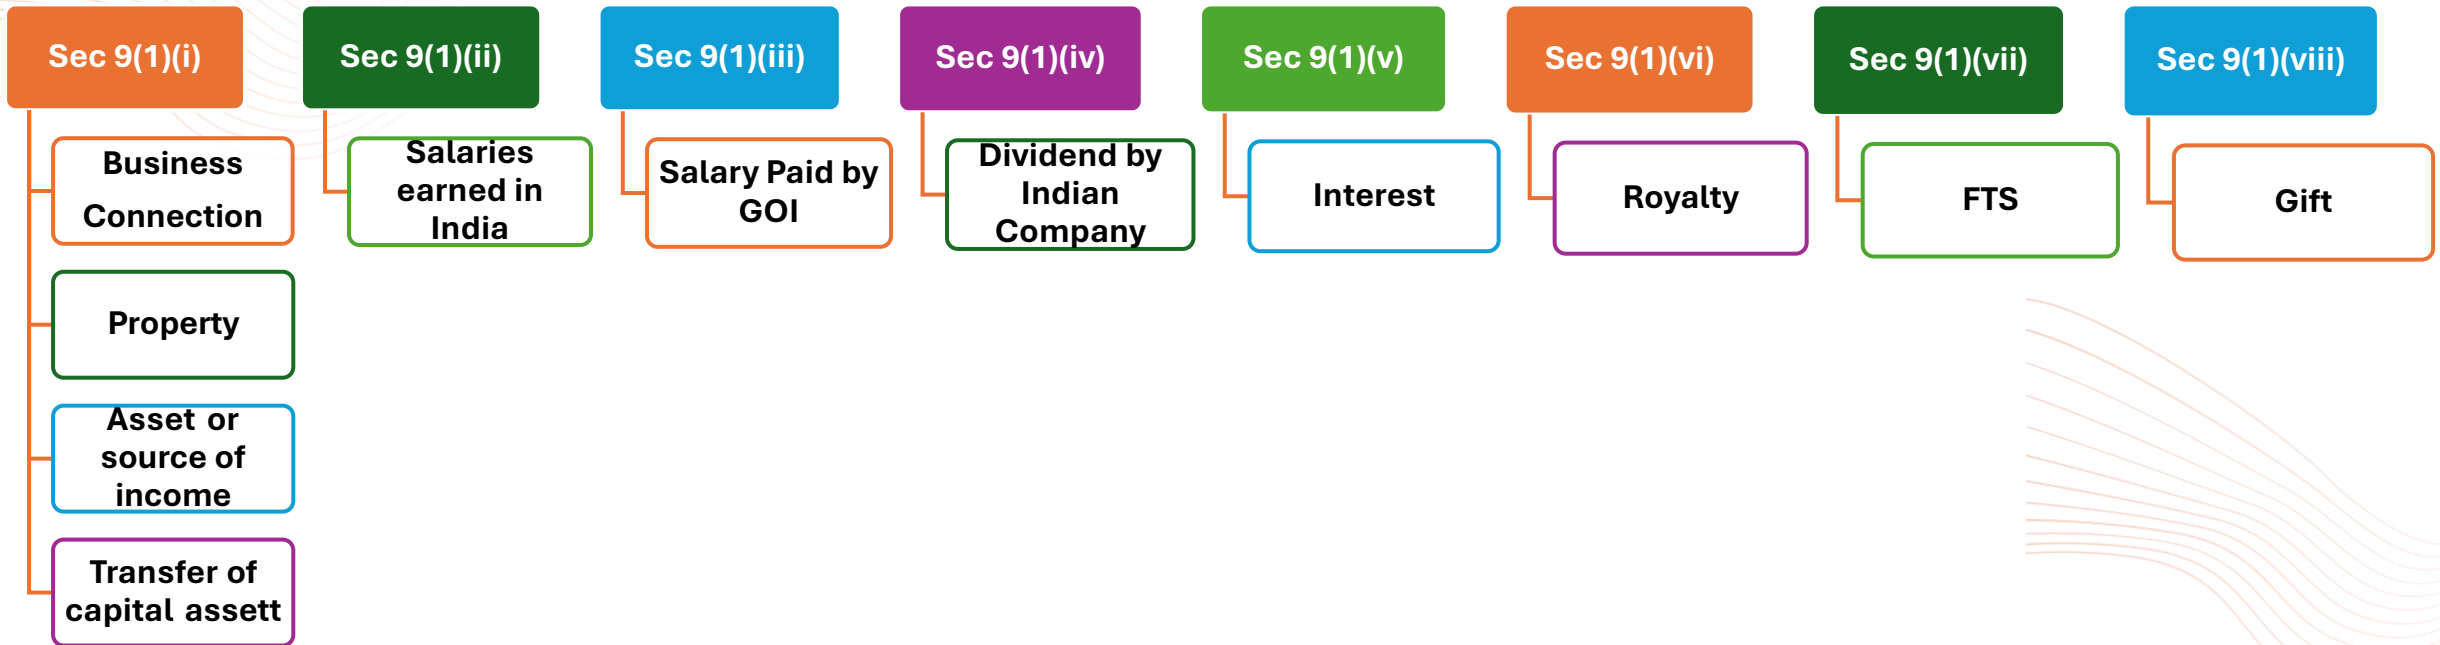 Sec 9(1)(i)
Business
Connection
Property
Asset or
source of
income
Transfer of
capital assett
Sec 9(1)(ii)
Salaries
earned in
India
Sec 9(1)(iii)
Salary Paid by
GOI
Sec 9(1)(iv)
Dividend by
Indian
Company
Sec 9(1)(v)
Interest
Sec 9(1)(vi)
Royalty
Sec 9(1)(vii)
FTS
Sec 9(1)(viii)
Gift